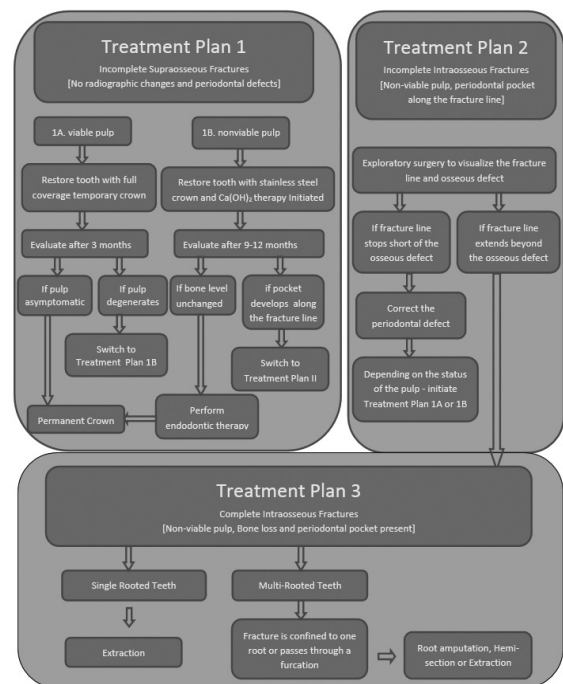 Treatment Plan 1
Incomplete Supraosseous Fractures
[No radiographic changes and periodontal defects]
1A. viable pulp
1B. nonviable pulp
Restore tooth with full
coverage temporary crown
Restore tooth with stainless steel
crown and Ca(OH)₂ therapy Initiated
Evaluate after 3 months
Evaluate after 9-12 months
If pulp
asymptomatic
If pulp
degenerates
If bone level
unchanged
if pocket
develops along
the fracture line
Switch to
Treatment Plan 1B
Switch to
Treatment Plan II
Permanent Crown
Perform
endodontic therapy
Treatment Plan 2
Incomplete Intraosseous Fractures
[Non-viable pulp, periodontal pocket
along the fracture line]
Exploratory surgery to visualize the fracture
line and osseous defect
If fracture line
stops short of the
osseous defect
If fracture line
extends beyond
the osseous defect
Correct the
periodontal defect
Depending on the status
of the pulp - initiate
Treatment Plan 1A or 1B
Treatment Plan 3
Complete Intraosseous Fractures
[Non-viable pulp, Bone loss and periodontal pocket present]
Single Rooted Teeth
Multi-Rooted Teeth
Extraction
Fracture is confined to one
root or passes through a
furcation
Root amputation, Hemi-
section or Extraction